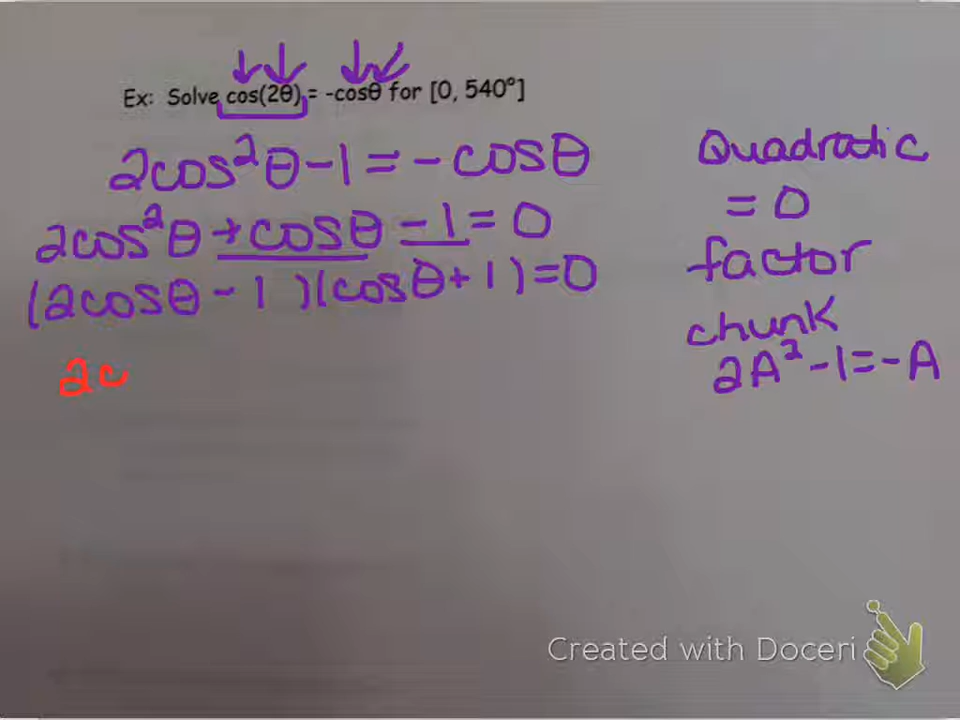 Ex: Solve cos(2θ) = -cosθ for [0, 540°]
2cos²θ - 1 = - cosθ
2cos²θ + cosθ - 1 = 0
(2cosθ - 1)(cosθ + 1) = 0
2c
Quadratic
= 0
factor
chunk
2A² - 1 = - A
Created with Doceri